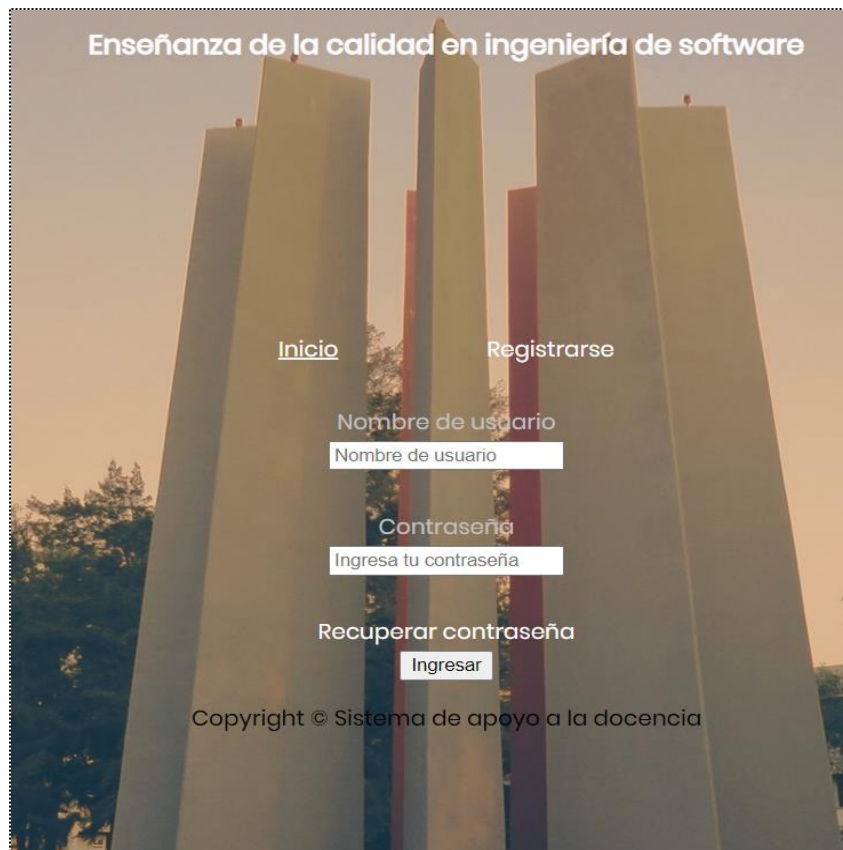 Enseñanza de la calidad en ingeniería de software
Inicio Registrarse
Nombre de usuario
Nombre de usuario
Contraseña
Ingresa tu contraseña
Recuperar contraseña
Ingresar
Copyright © Sistema de apoyo a la docencia